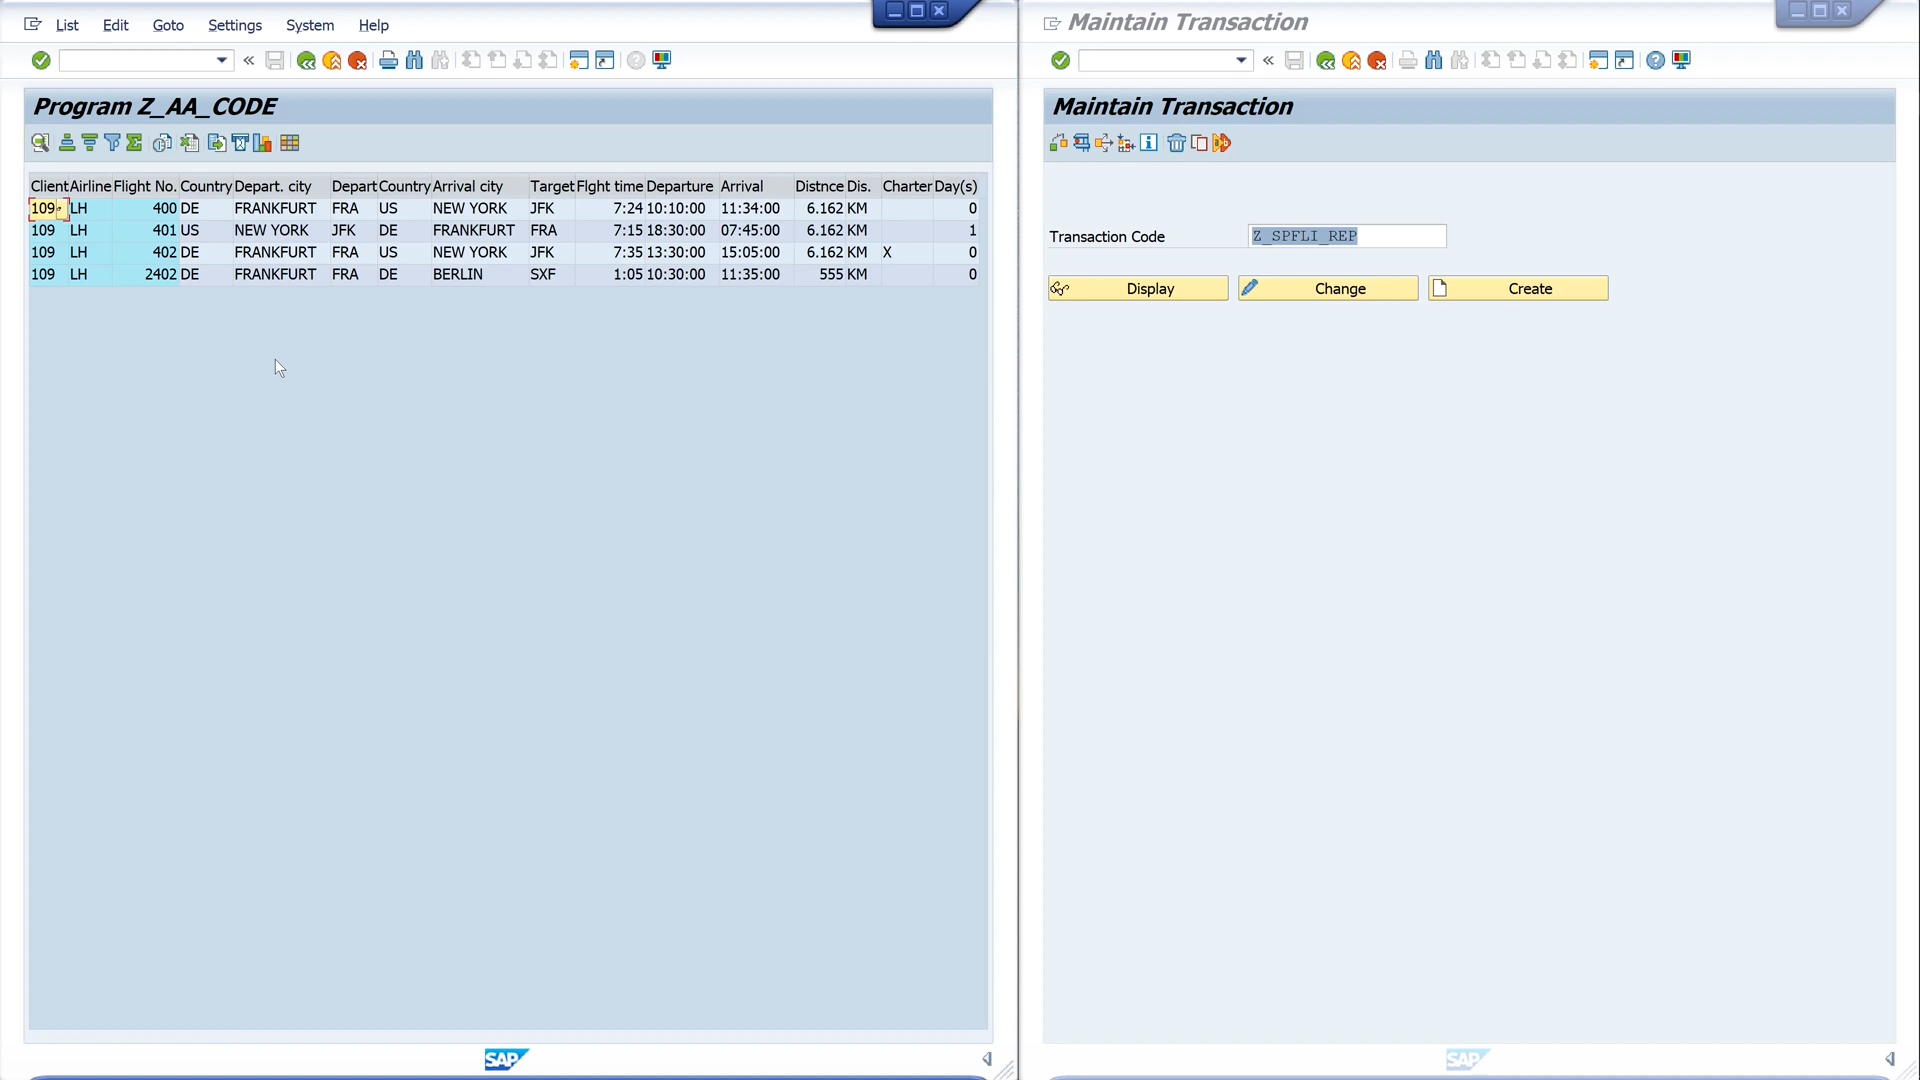 List Edit Goto Settings System Help
Program Z_AA_CODE
Client Airline Flight No. Country Depart. city Depart Country Arrival city Target Flght time Departure Arrival Distnce Dis. Charter Day(s)
109 LH 400 DE FRANKFURT FRA US NEW YORK JFK 7:24 10:10:00 11:34:00 6.162 KM 0
109 LH 401 US NEW YORK JFK DE FRANKFURT FRA 7:15 18:30:00 07:45:00 6.162 KM 1
109 LH 402 DE FRANKFURT FRA US NEW YORK JFK 7:35 13:30:00 15:05:00 6.162 KM X 0
109 LH 2402 DE FRANKFURT FRA DE BERLIN SXF 1:05 10:30:00 11:35:00 555 KM 0
SAP
Maintain Transaction
Maintain Transaction
Transaction Code Z_SPFLI_REP
Display Change Create
SAP